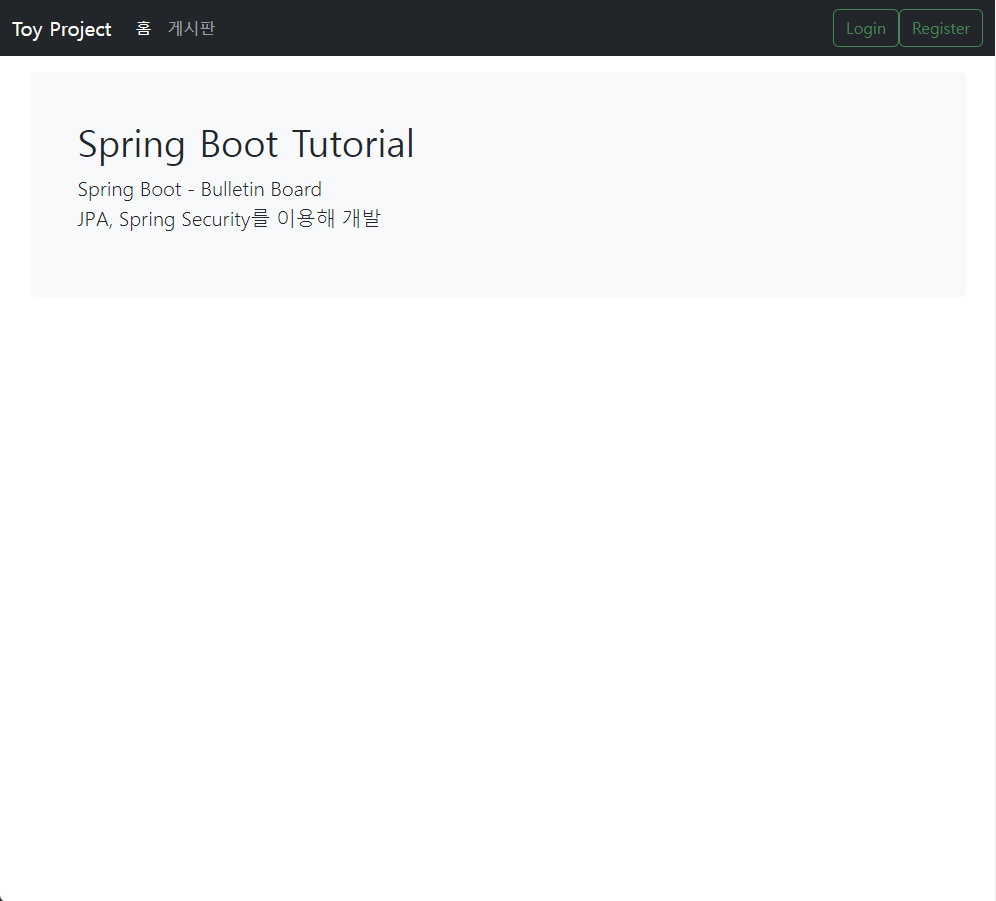 Toy Project 홈 게시판 Login Register
Spring Boot Tutorial
Spring Boot - Bulletin Board
JPA, Spring Security를 이용해 개발